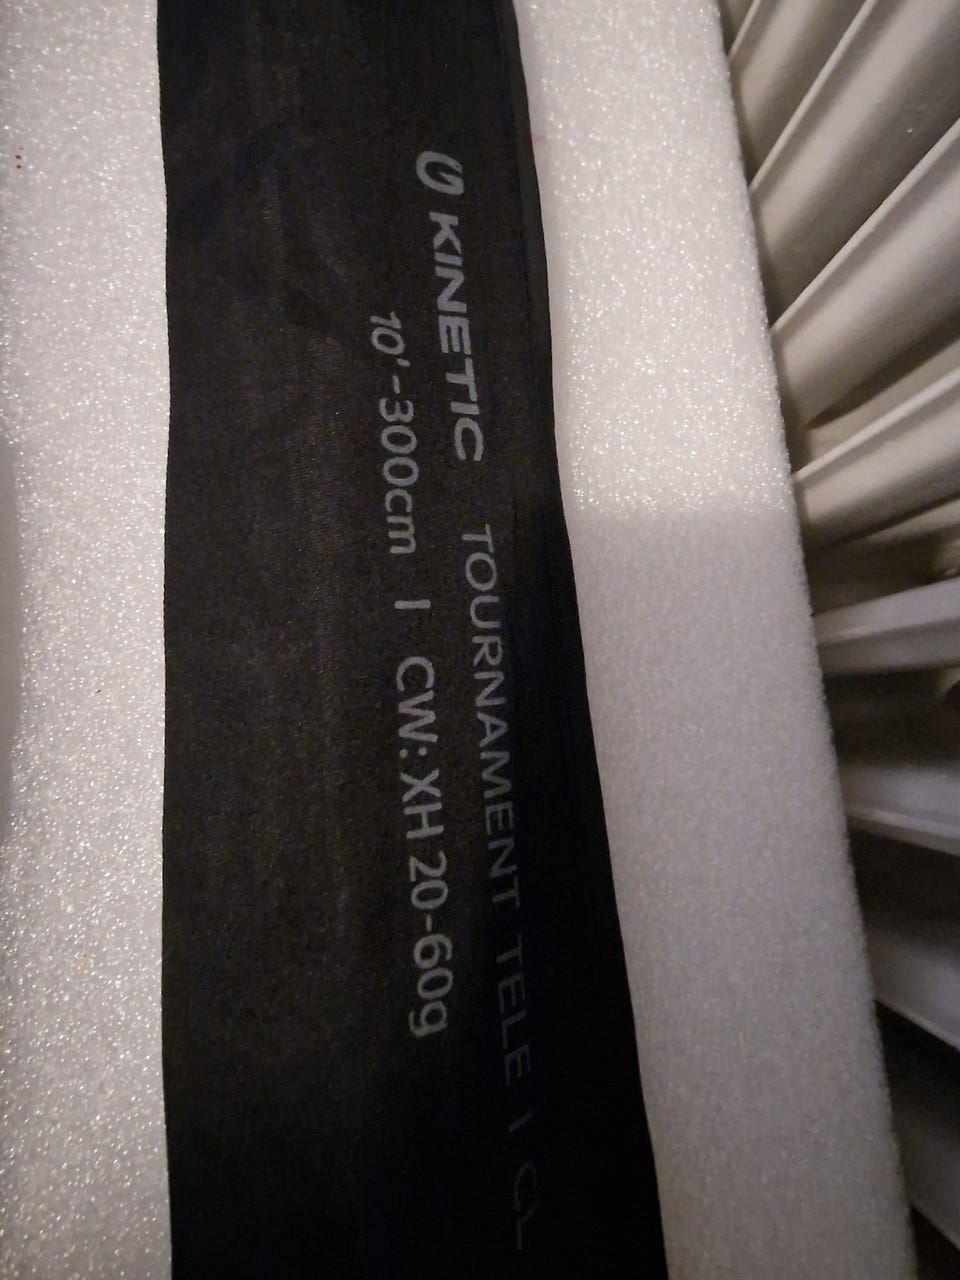 KINETIC TOURNAMENT TELE | CL
10'-300cm | CW: XH 20-60g